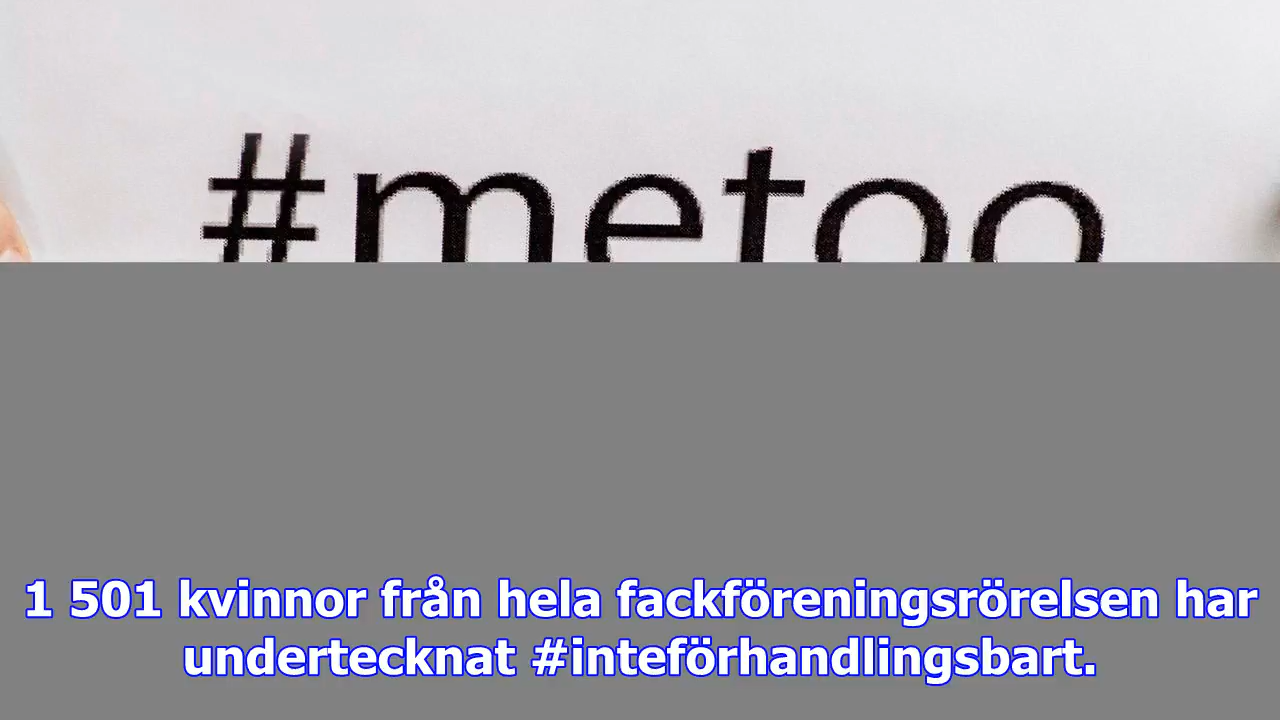 #metoo
1 501 kvinnor från hela fackföreningsrörelsen har
undertecknat #inteförhandlingsbart.